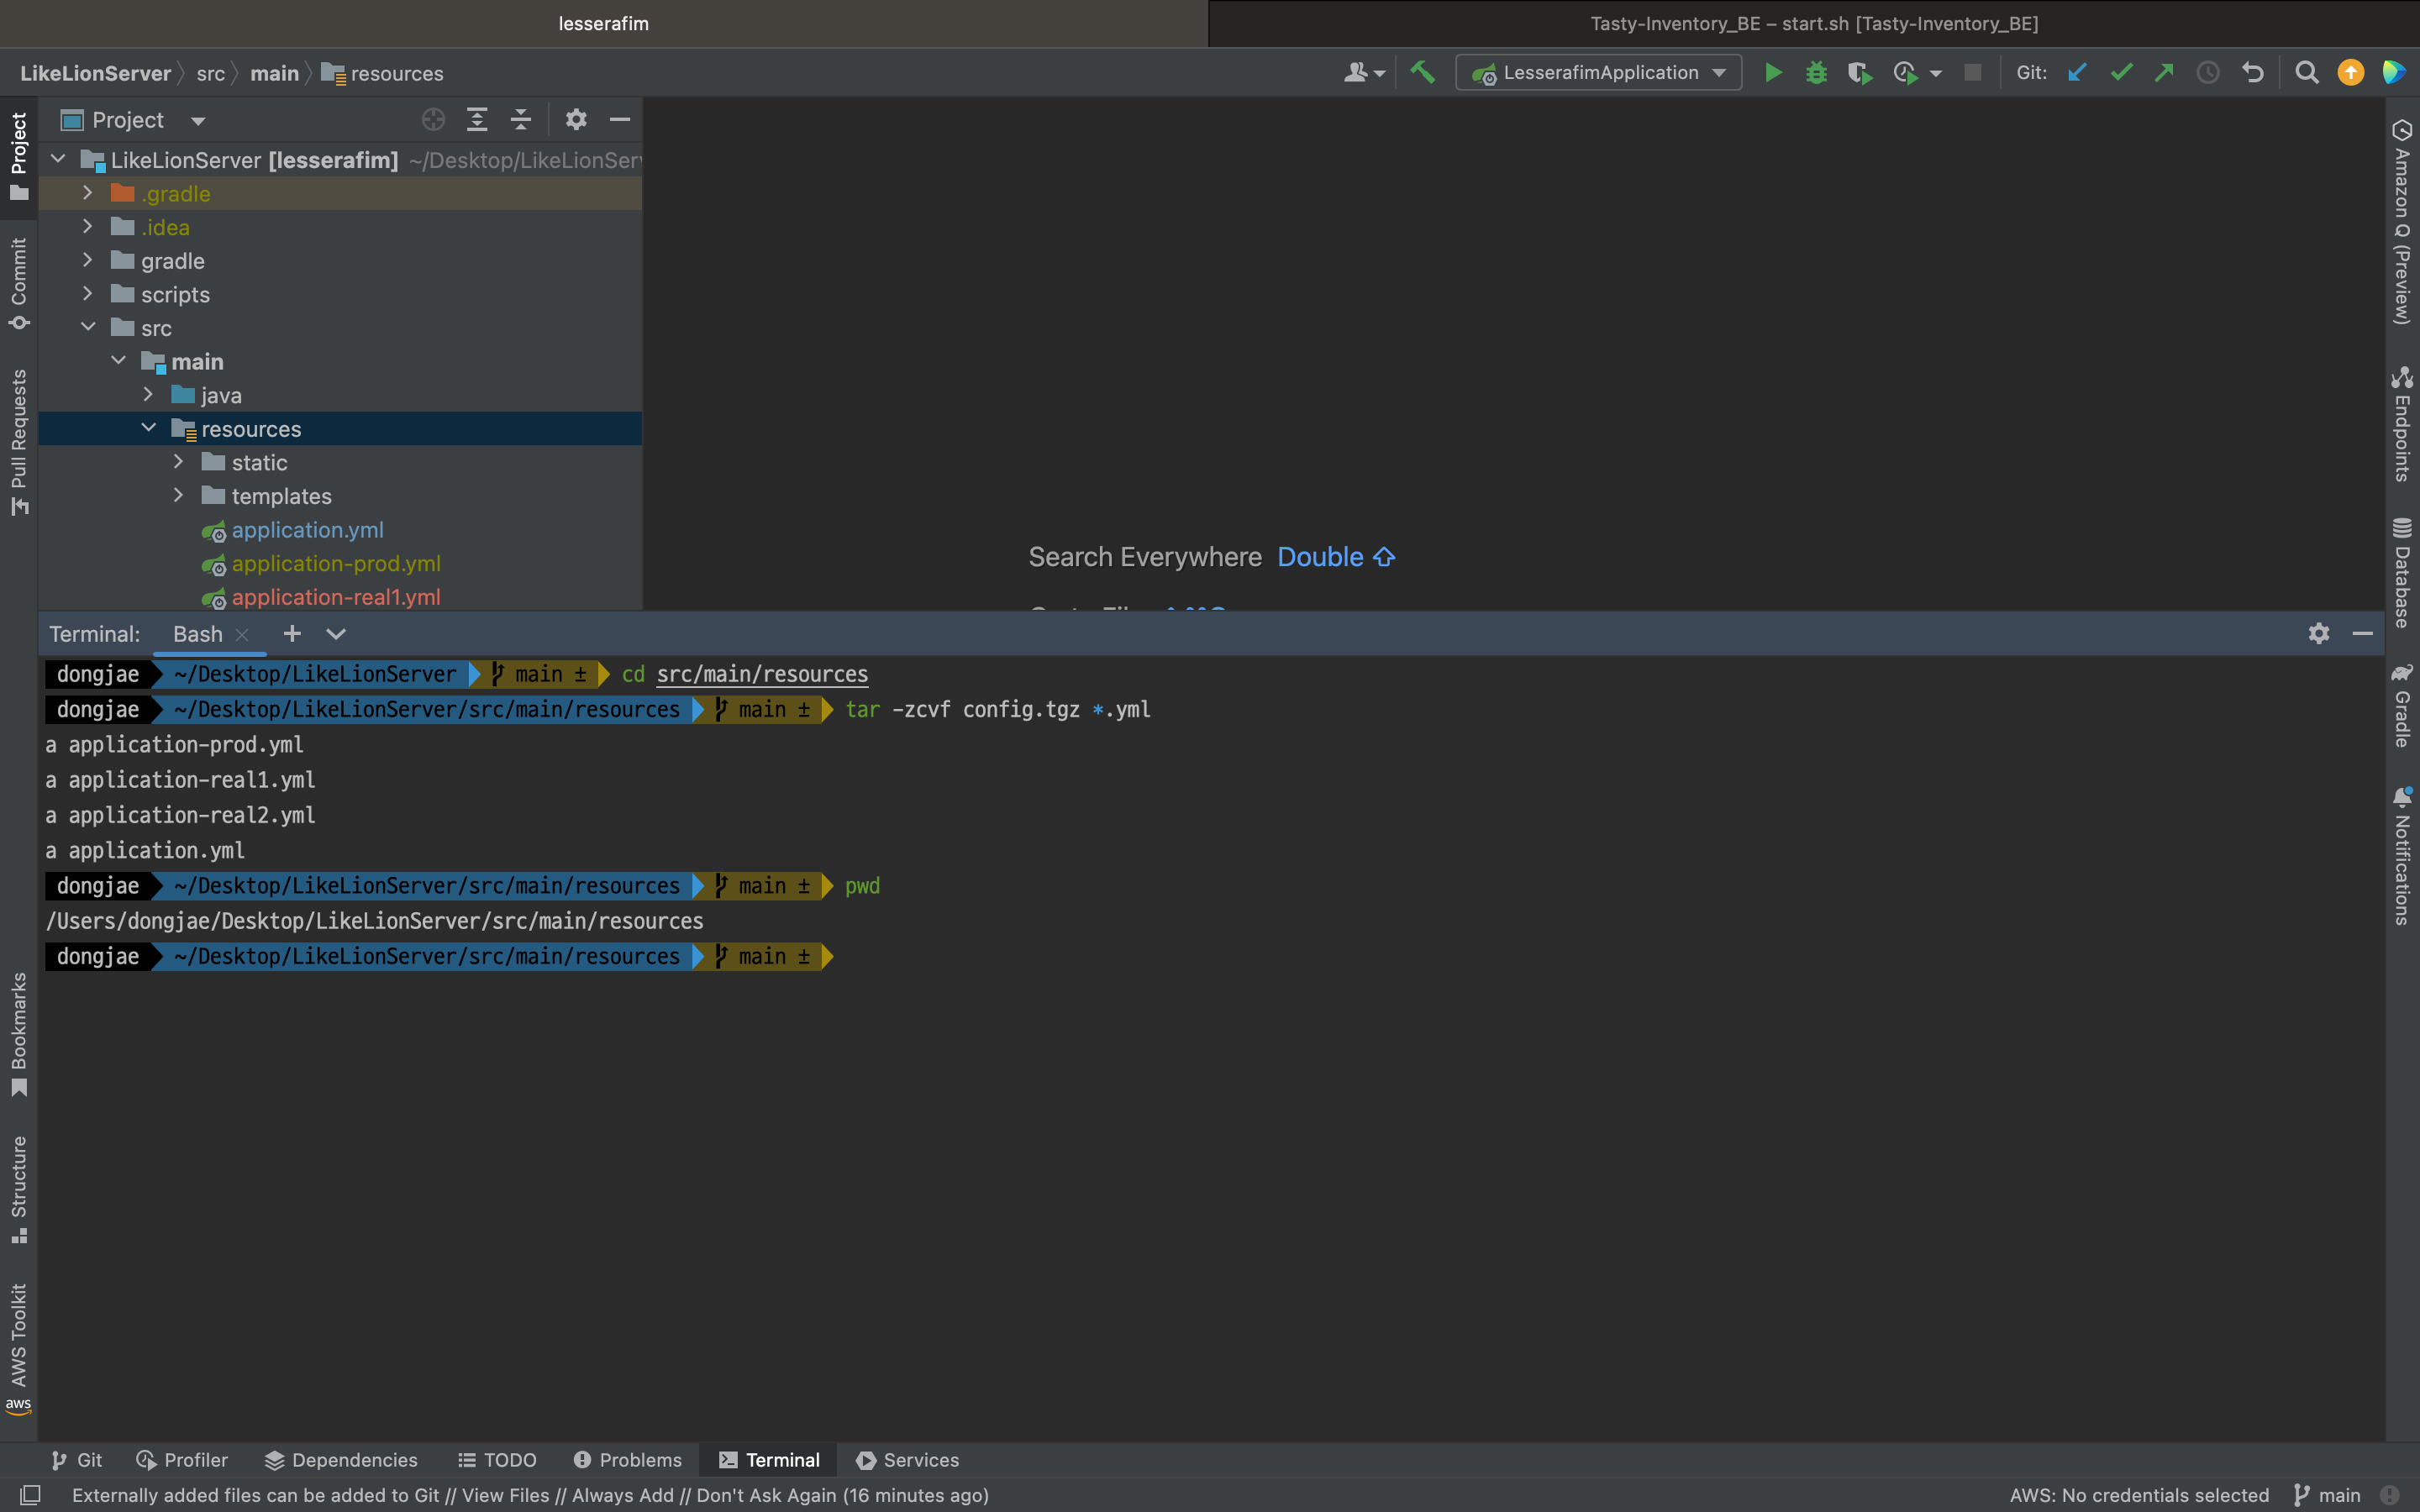 lesserafim
Tasty-Inventory_BE – start.sh [Tasty-Inventory_BE]
LikeLionServer src main resources
LesserafimApplication
Git:
Project
LikeLionServer [lesserafim] ~/Desktop/LikeLionSer
.gradle
.idea
gradle
scripts
src
main
java
resources
static
templates
application.yml
application-prod.yml
application-real1.yml
Search Everywhere Double
Project
Commit
Pull Requests
Bookmarks
Structure
AWS Toolkit
aws
Amazon Q (Preview)
Endpoints
Database
Gradle
Notifications
Terminal: Bash
dongjae ~/Desktop/LikeLionServer main ± cd src/main/resources
dongjae ~/Desktop/LikeLionServer/src/main/resources main ± tar -zcvf config.tgz *.yml
a application-prod.yml
a application-real1.yml
a application-real2.yml
a application.yml
dongjae ~/Desktop/LikeLionServer/src/main/resources main ± pwd
/Users/dongjae/Desktop/LikeLionServer/src/main/resources
dongjae ~/Desktop/LikeLionServer/src/main/resources main ±
Git Profiler Dependencies TODO Problems Terminal Services
Externally added files can be added to Git // View Files // Always Add // Don't Ask Again (16 minutes ago)
AWS: No credentials selected main